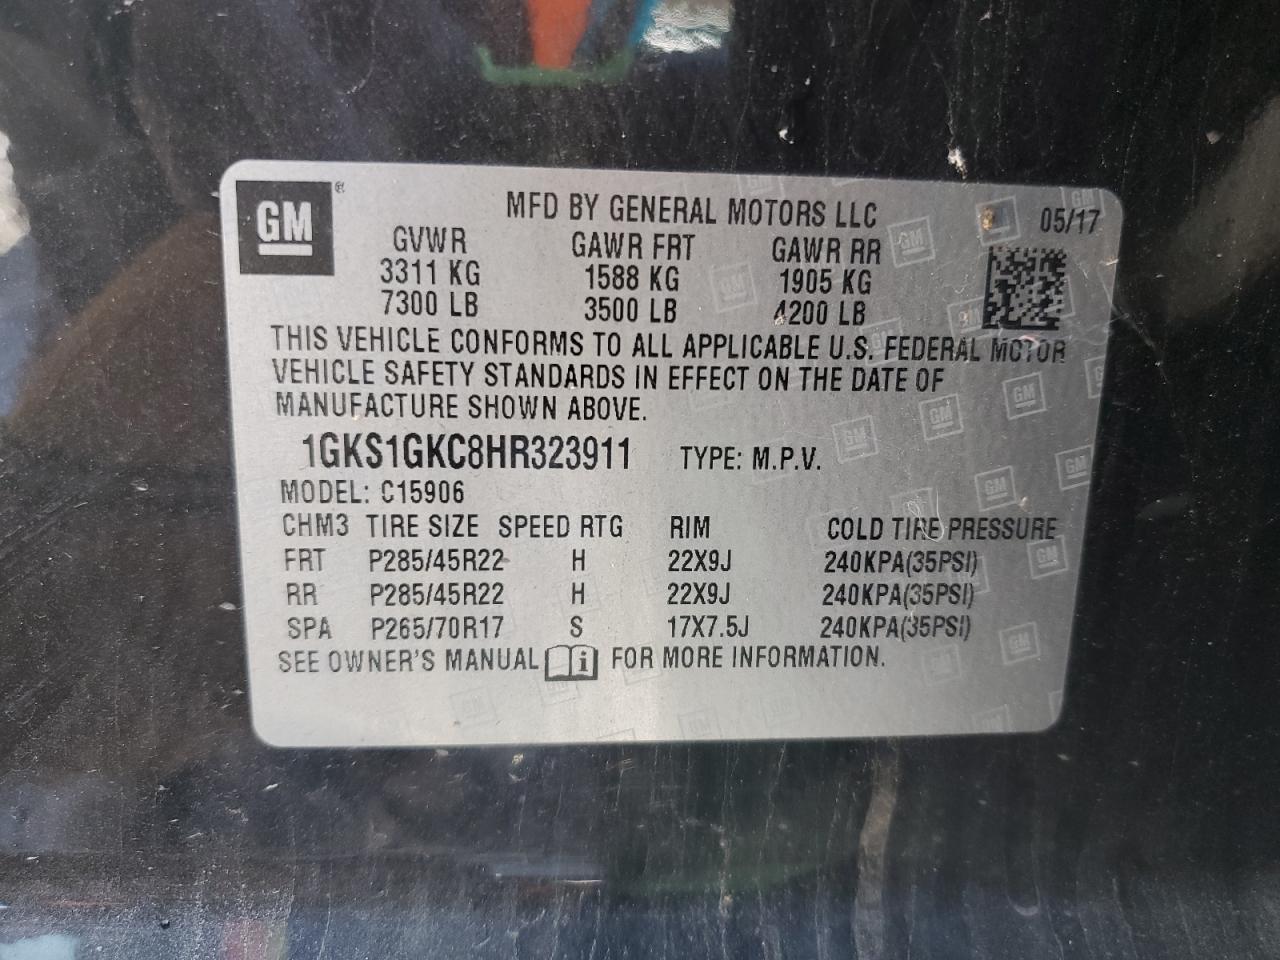 GM ®
MFD BY GENERAL MOTORS LLC 05/17
GVWR GAWR FRT GAWR RR
3311 KG 1588 KG 1905 KG
7300 LB 3500 LB 4200 LB
THIS VEHICLE CONFORMS TO ALL APPLICABLE U.S. FEDERAL MOTOR
VEHICLE SAFETY STANDARDS IN EFFECT ON THE DATE OF
MANUFACTURE SHOWN ABOVE.
1GKS1GKC8HR323911 TYPE: M.P.V.
MODEL: C15906
CHM3 TIRE SIZE SPEED RTG RIM COLD TIRE PRESSURE
FRT P285/45R22 H 22X9J 240KPA(35PSI)
RR P285/45R22 H 22X9J 240KPA(35PSI)
SPA P265/70R17 S 17X7.5J 240KPA(35PSI)
SEE OWNER'S MANUAL i FOR MORE INFORMATION.